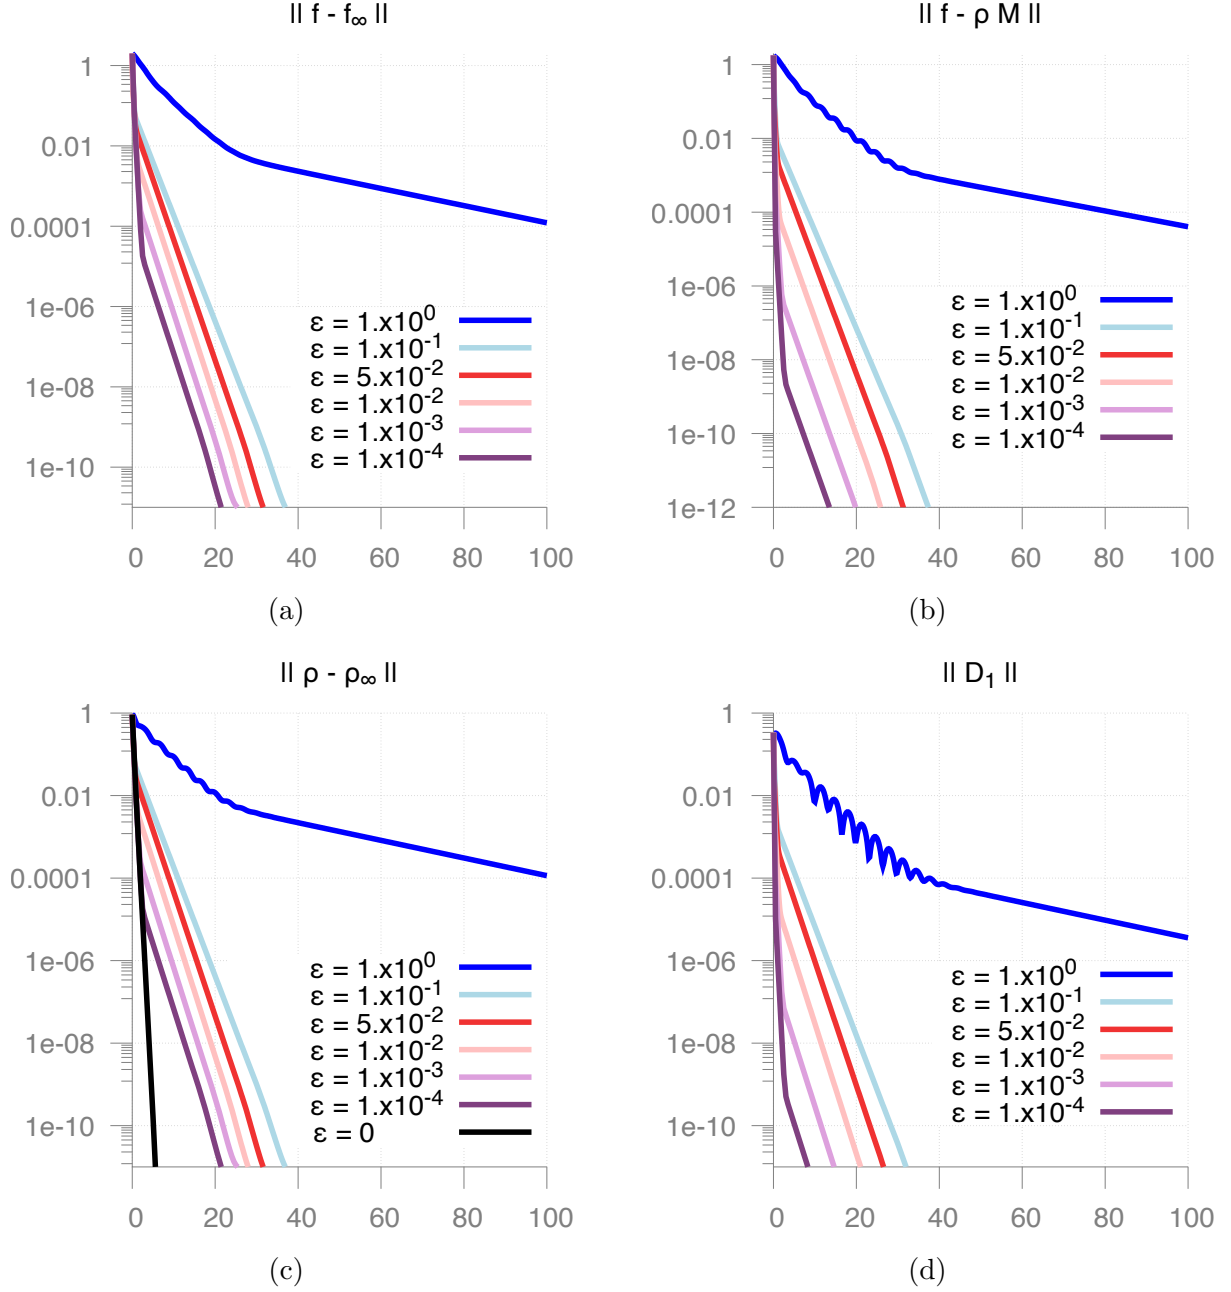 || f - f∞ ||
1
0.01
0.0001
1e-06
1e-08
1e-10
0 20 40 60 80 100
ε = 1.x10⁰
ε = 1.x10⁻¹
ε = 5.x10⁻²
ε = 1.x10⁻²
ε = 1.x10⁻³
ε = 1.x10⁻⁴
(a)
|| f - ρ M ||
1
0.01
0.0001
1e-06
1e-08
1e-10
1e-12
0 20 40 60 80 100
ε = 1.x10⁰
ε = 1.x10⁻¹
ε = 5.x10⁻²
ε = 1.x10⁻²
ε = 1.x10⁻³
ε = 1.x10⁻⁴
(b)
|| ρ - ρ∞ ||
1
0.01
0.0001
1e-06
1e-08
1e-10
0 20 40 60 80 100
ε = 1.x10⁰
ε = 1.x10⁻¹
ε = 5.x10⁻²
ε = 1.x10⁻²
ε = 1.x10⁻³
ε = 1.x10⁻⁴
ε = 0
(c)
|| D₁ ||
1
0.01
0.0001
1e-06
1e-08
1e-10
0 20 40 60 80 100
ε = 1.x10⁰
ε = 1.x10⁻¹
ε = 5.x10⁻²
ε = 1.x10⁻²
ε = 1.x10⁻³
ε = 1.x10⁻⁴
(d)